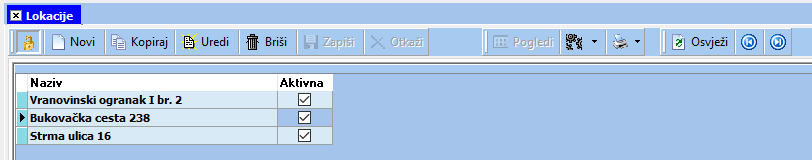 Lokacije
Novi Kopiraj Uredi Briši Zapiši Otkaži Pogledi Osvježi
Naziv Aktivna
Vranovinski ogranak I br. 2
Bukovačka cesta 238
Strma ulica 16